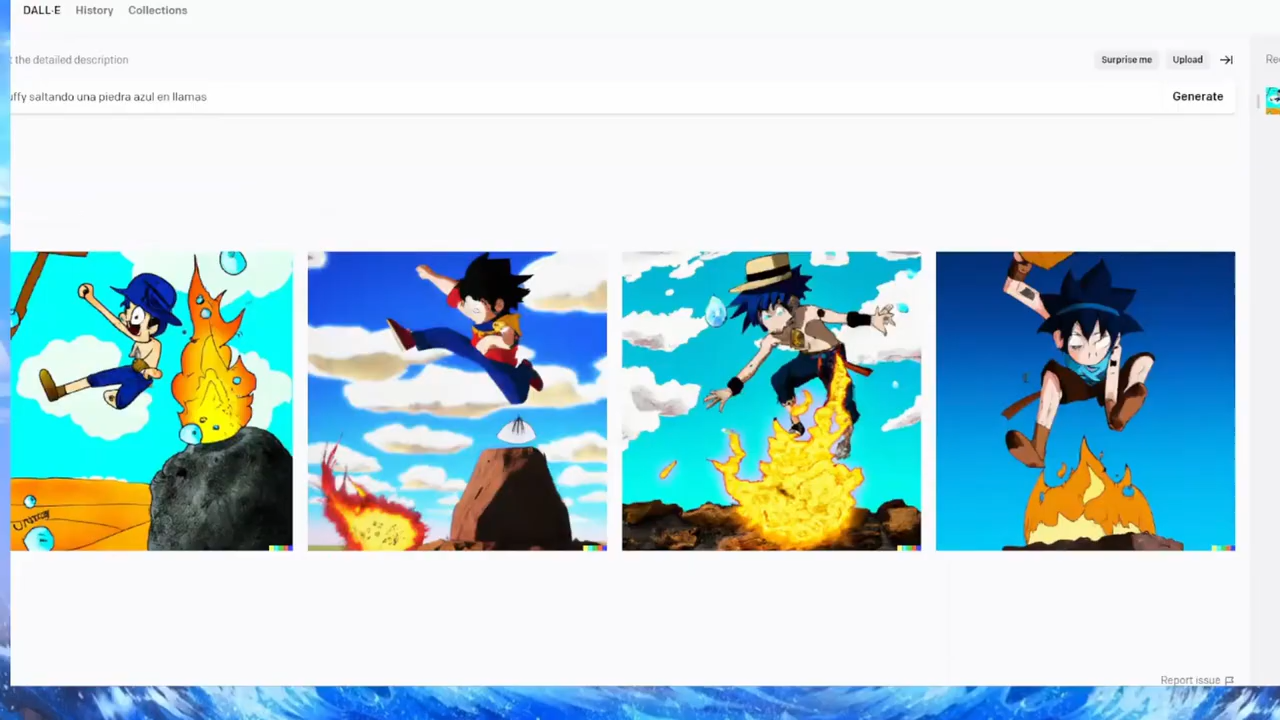 DALL·E History Collections
the detailed description
Surprise me Upload
Rec
uffy saltando una piedra azul en llamas
Generate
Report issue